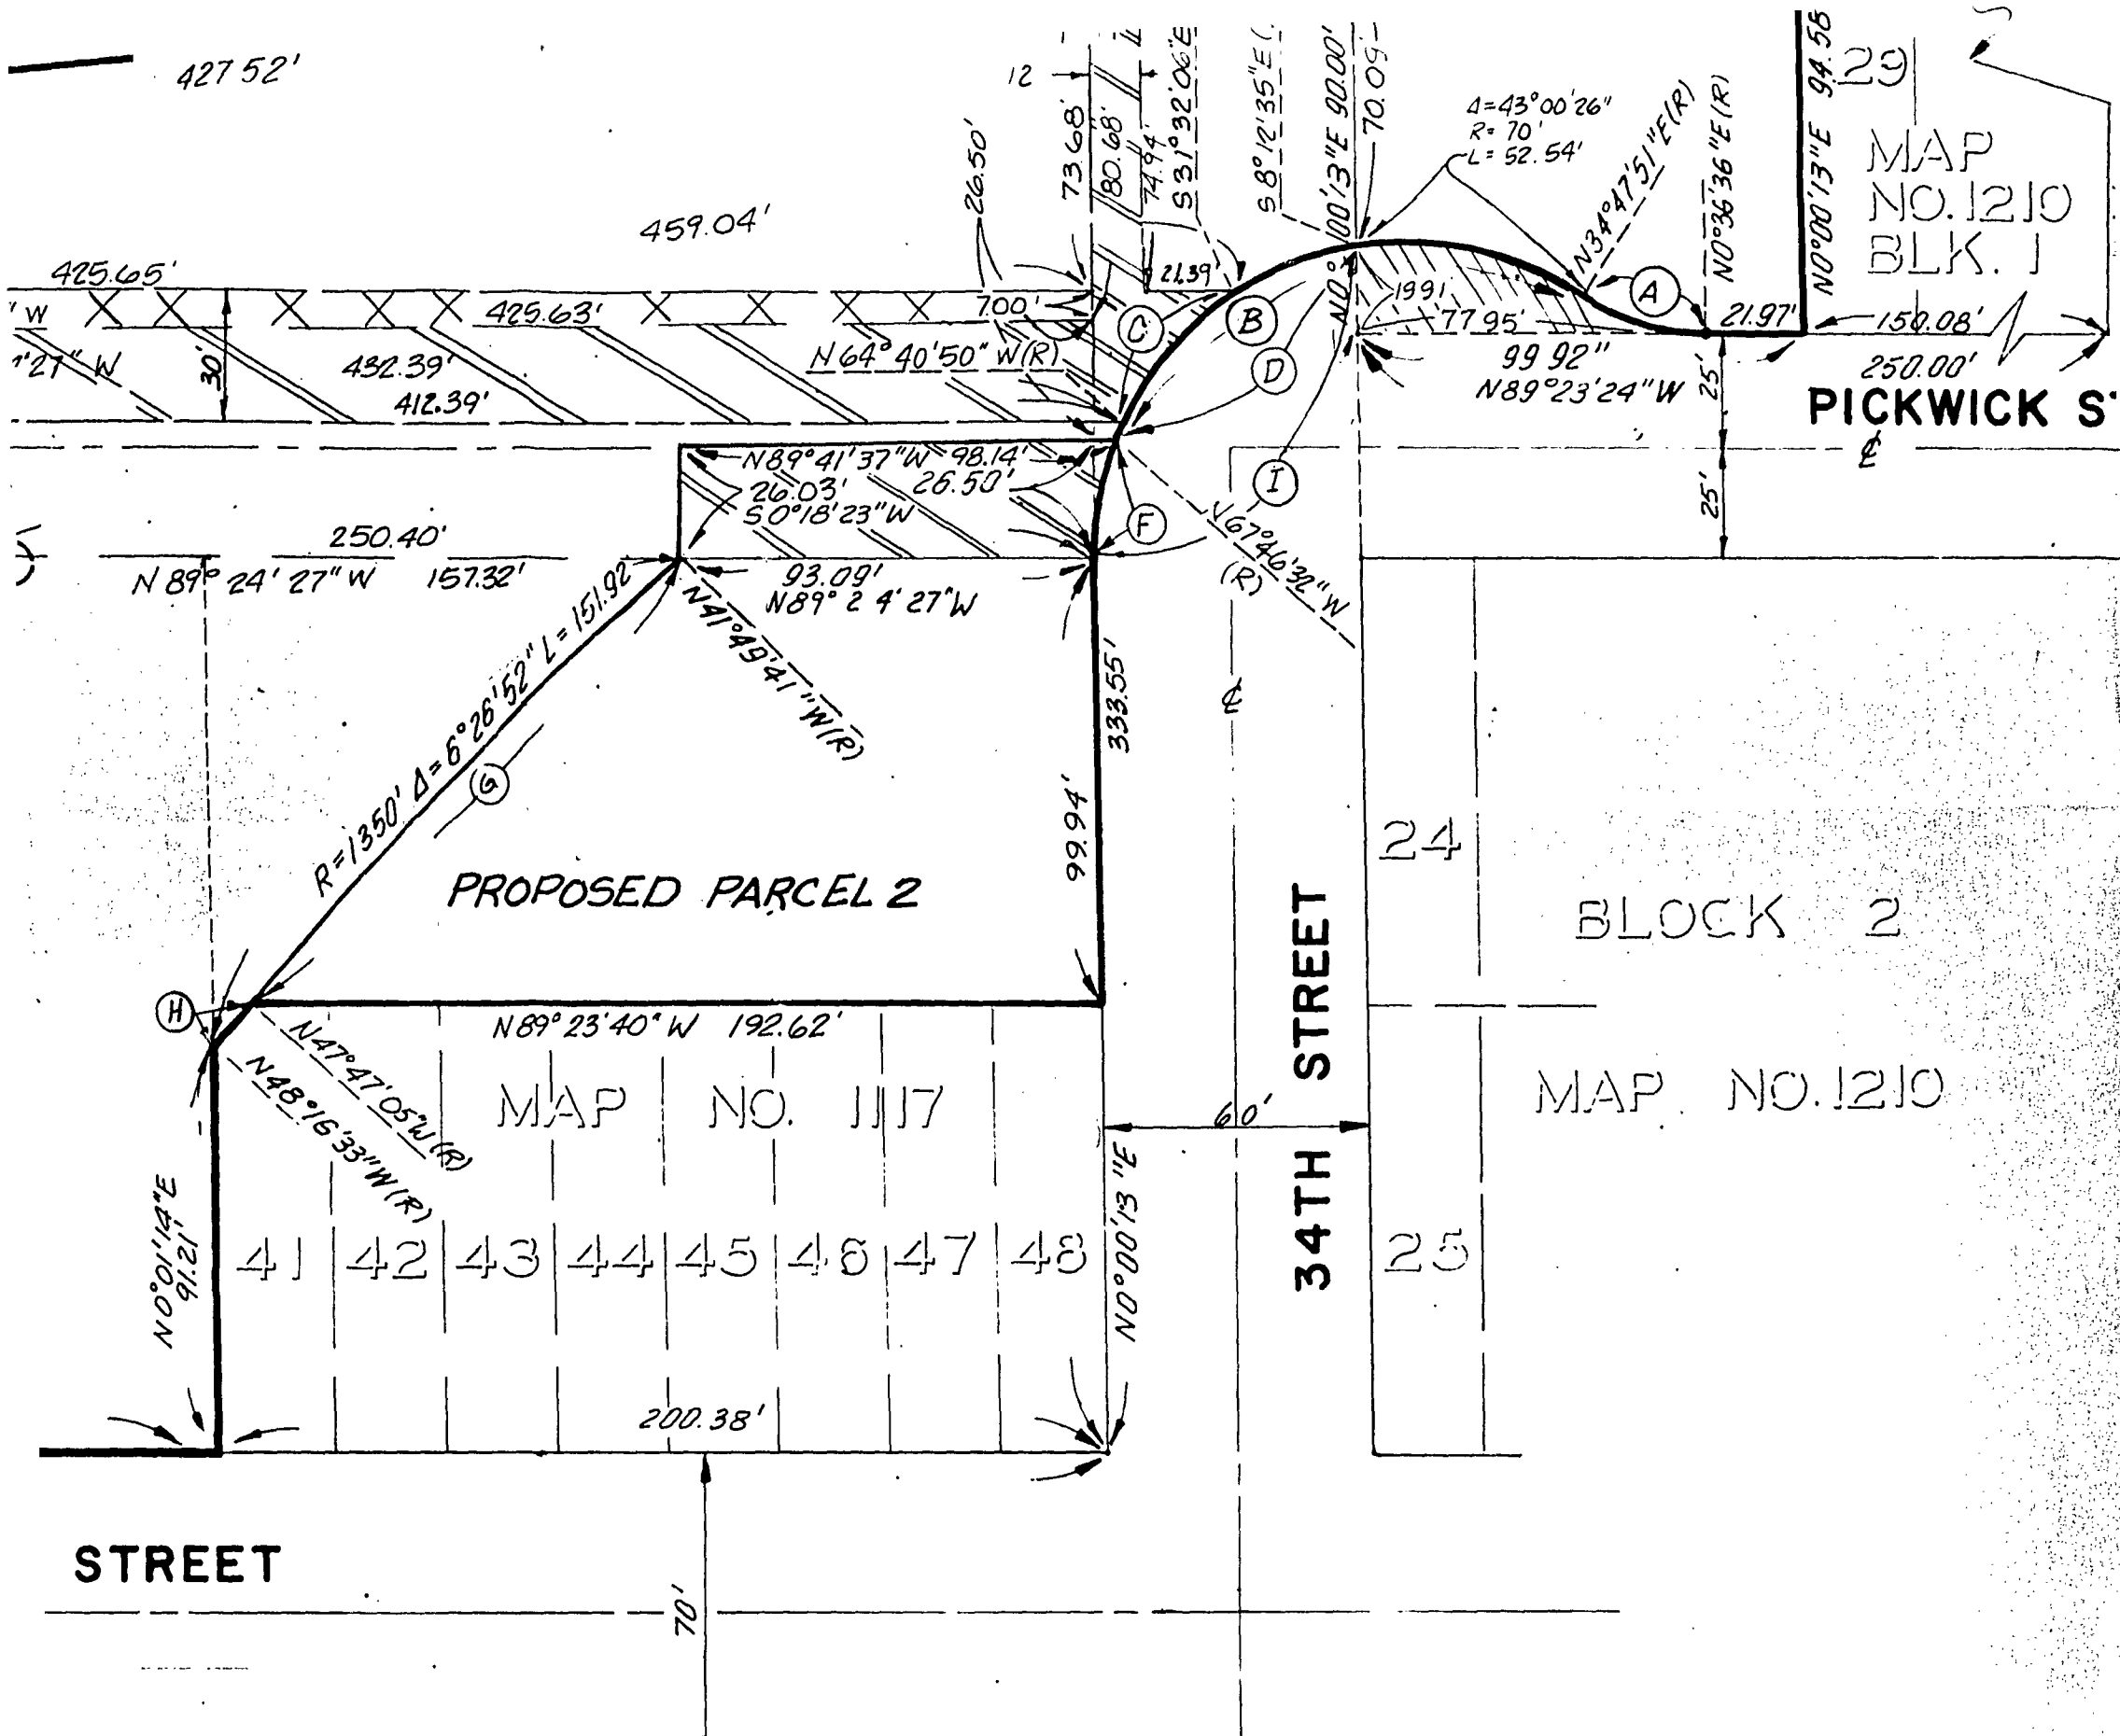 427 52'
12
73.68'
80.68'
74.94'
S31°32'06"E
S 8°12'35"E(
N0°00'13"E 90.00'
70.09'
Δ=43°00'26"
R= 70'
L= 52.54'
N34°47'51"E(R)
N0°36'36"E(R)
N0°00'13"E 94.58
29
MAP
NO.1210
BLK. 1
26.50'
459.04'
425.65'
425.63'
7.00'
21.39'
C
B
D
A
1991
77.95'
21.97'
150.08'
' W
'27" W
30'
432.39'
412.39'
N64°40'50"W(R)
99 92"
N89°23'24"W
25'
250.00'
PICKWICK S
℄
25'
N89°41'37"W 98.14'
26.03'
26.50'
S0°18'23"W
F
I
N67°46'32"W
(R)
250.40'
N 89° 24' 27" W 157.32'
93.09'
N89° 2 4' 27"W
N41°49'41"W(R)
R=1350' Δ=6°26'52" L=151.92'
G
333.55'
℄
99.94'
PROPOSED PARCEL 2
24
BLOCK 2
34TH STREET
H
N89°23'40"W 192.62'
N47°47'05"W(R)
N48°16'33"W(R)
MAP NO. 1117
MAP NO.1210
60'
N0°01'14"E
91.21'
N0°00'13"E
41 42 43 44 45 46 47 48
25
200.38'
STREET
70'